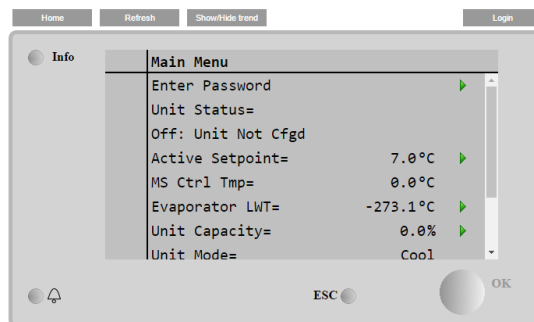 Home Refresh Show/Hide trend Login
Info
Main Menu
Enter Password
Unit Status=
Off: Unit Not Cfgd
Active Setpoint= 7.0°C
MS Ctrl Tmp= 0.0°C
Evaporator LWT= -273.1°C
Unit Capacity= 0.0%
Unit Mode= Cool
ESC
OK